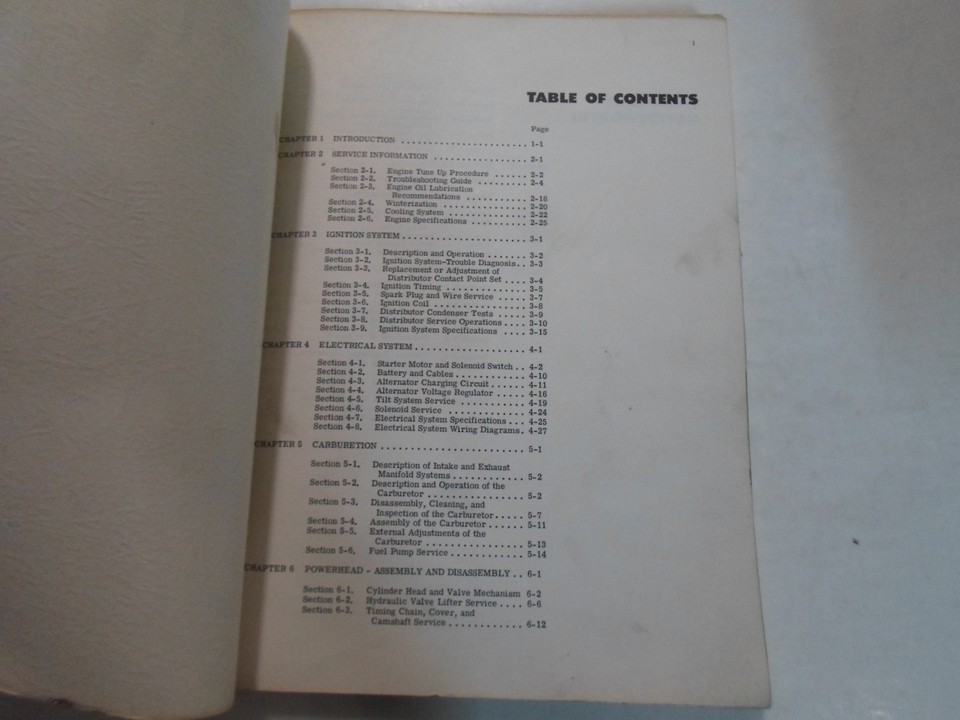 1
TABLE OF CONTENTS
Page
CHAPTER 1 INTRODUCTION ........................ 1-1
CHAPTER 2 SERVICE INFORMATION ................. 2-1
Section 2-1. Engine Tune Up Procedure ...... 2-2
Section 2-2. Troubleshooting Guide ......... 2-4
Section 2-3. Engine Oil Lubrication
Recommendations ........... 2-18
Section 2-4. Winterization ................ 2-20
Section 2-5. Cooling System ............... 2-22
Section 2-6. Engine Specifications .......... 2-25
CHAPTER 3 IGNITION SYSTEM ..................... 3-1
Section 3-1. Description and Operation ....... 3-2
Section 3-2. Ignition System-Trouble Diagnosis.. 3-3
Section 3-3. Replacement or Adjustment of
Distributor Contact Point Set .... 3-4
Section 3-4. Ignition Timing ............... 3-5
Section 3-5. Spark Plug and Wire Service ..... 3-7
Section 3-6. Ignition Coil ................. 3-8
Section 3-7. Distributor Condenser Tests ..... 3-9
Section 3-8. Distributor Service Operations .... 3-10
Section 3-9. Ignition System Specifications .... 3-15
CHAPTER 4 ELECTRICAL SYSTEM ................... 4-1
Section 4-1. Starter Motor and Solenoid Switch .. 4-2
Section 4-2. Battery and Cables ............ 4-10
Section 4-3. Alternator Charging Circuit ...... 4-11
Section 4-4. Alternator Voltage Regulator ..... 4-16
Section 4-5. Tilt System Service ........... 4-19
Section 4-6. Solenoid Service ............. 4-24
Section 4-7. Electrical System Specifications ... 4-25
Section 4-8. Electrical System Wiring Diagrams. 4-27
CHAPTER 5 CARBURETION ......................... 5-1
Section 5-1. Description of Intake and Exhaust
Manifold Systems ............ 5-2
Section 5-2. Description and Operation of the
Carburetor ................ 5-2
Section 5-3. Disassembly, Cleaning, and
Inspection of the Carburetor..... 5-7
Section 5-4. Assembly of the Carburetor ...... 5-11
Section 5-5. External Adjustments of the
Carburetor ................ 5-13
Section 5-6. Fuel Pump Service ............ 5-14
CHAPTER 6 POWERHEAD - ASSEMBLY AND DISASSEMBLY .. 6-1
Section 6-1. Cylinder Head and Valve Mechanism 6-2
Section 6-2. Hydraulic Valve Lifter Service .... 6-6
Section 6-3. Timing Chain, Cover, and
Camshaft Service ............ 6-12